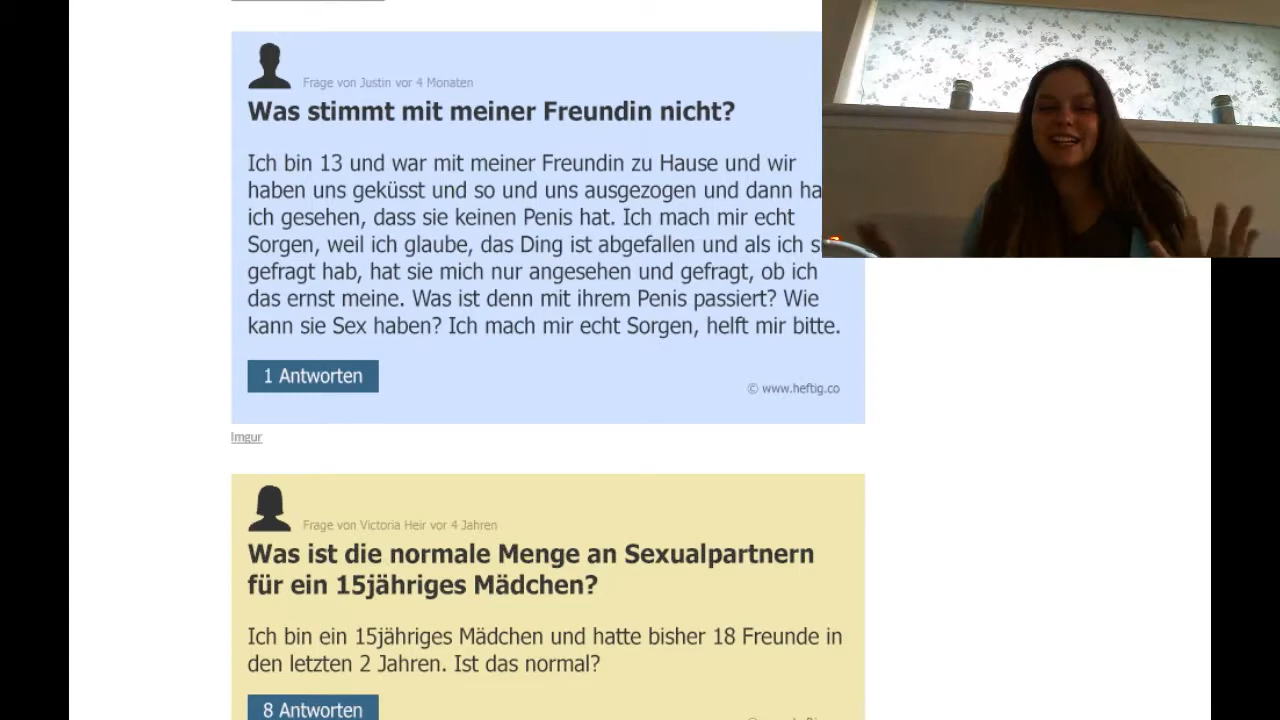 Frage von Justin vor 4 Monaten
Was stimmt mit meiner Freundin nicht?
Ich bin 13 und war mit meiner Freundin zu Hause und wir
haben uns geküsst und so und uns ausgezogen und dann ha
ich gesehen, dass sie keinen Penis hat. Ich mach mir echt
Sorgen, weil ich glaube, das Ding ist abgefallen und als ich s
gefragt hab, hat sie mich nur angesehen und gefragt, ob ich
das ernst meine. Was ist denn mit ihrem Penis passiert? Wie
kann sie Sex haben? Ich mach mir echt Sorgen, helft mir bitte.
1 Antworten
© www.heftig.co
Imgur
Frage von Victoria Heir vor 4 Jahren
Was ist die normale Menge an Sexualpartnern
für ein 15jähriges Mädchen?
Ich bin ein 15jähriges Mädchen und hatte bisher 18 Freunde in
den letzten 2 Jahren. Ist das normal?
8 Antworten